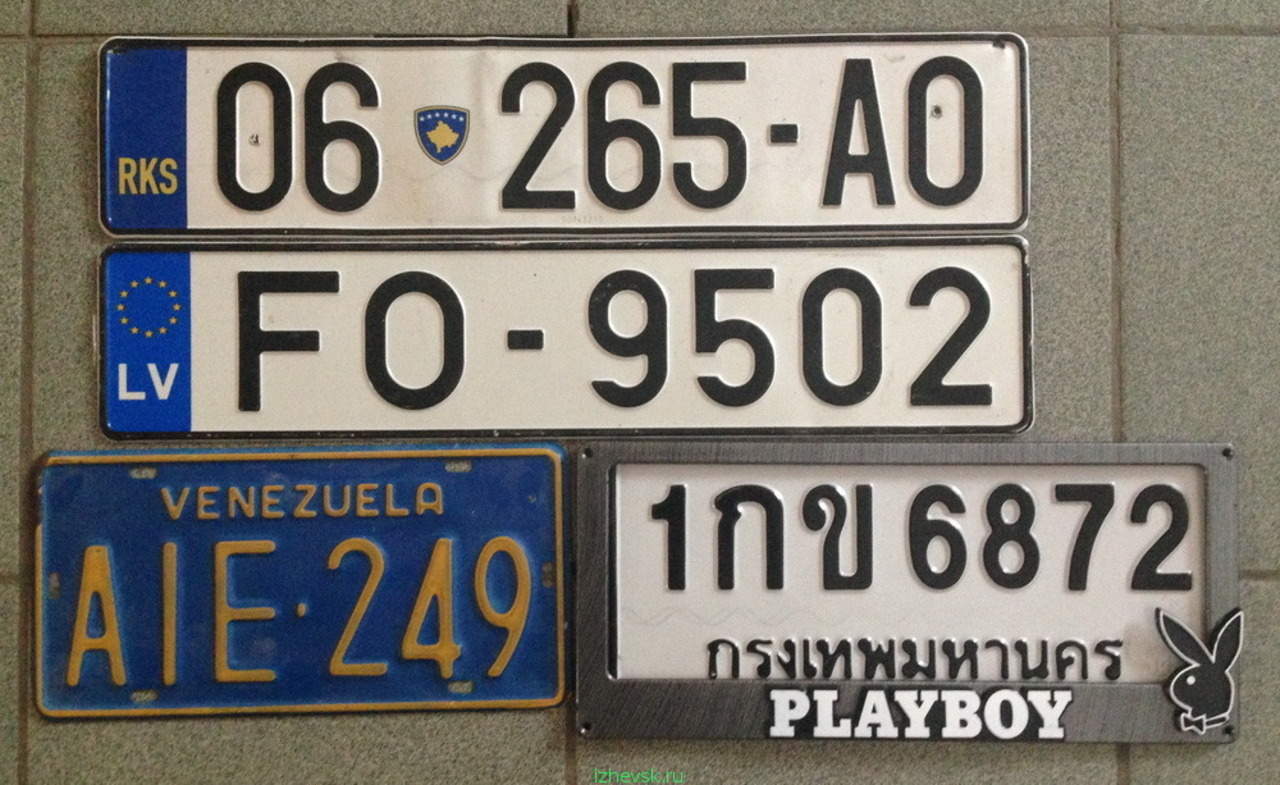 RKS 06 265-AO
LV FO-9502
VENEZUELA
AIE·249
1กข 6872
กรุงเทพมหานคร
PLAYBOY
Izhevsk.ru